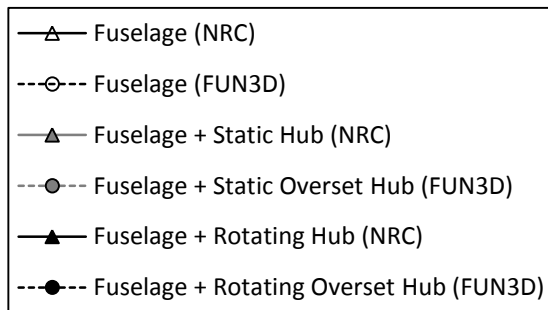 Fuselage (NRC)
Fuselage (FUN3D)
Fuselage + Static Hub (NRC)
Fuselage + Static Overset Hub (FUN3D)
Fuselage + Rotating Hub (NRC)
Fuselage + Rotating Overset Hub (FUN3D)